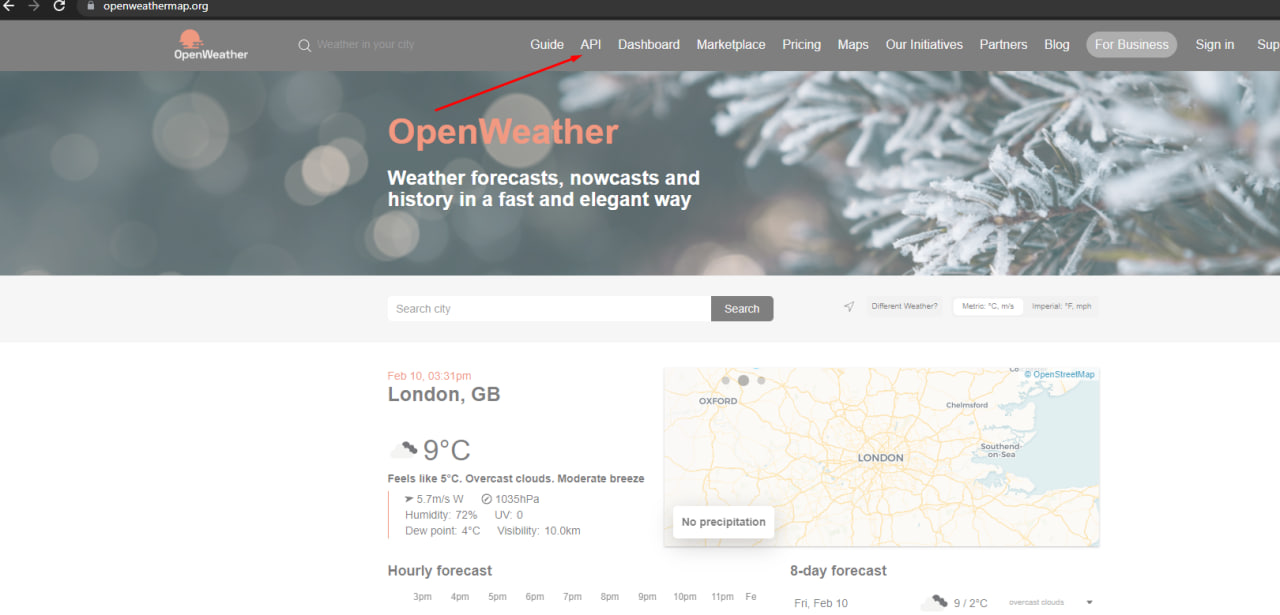 openweathermap.org
OpenWeather
Weather in your city
Guide API Dashboard Marketplace Pricing Maps Our Initiatives Partners Blog For Business Sign in Sup
OpenWeather
Weather forecasts, nowcasts and
history in a fast and elegant way
Search city
Search
Different Weather?
Metric: °C, m/s
Imperial: °F, mph
Feb 10, 03:31pm
London, GB
9°C
Feels like 5°C. Overcast clouds. Moderate breeze
5.7m/s W 1035hPa
Humidity: 72% UV: 0
Dew point: 4°C Visibility: 10.0km
Co
© OpenStreetMap
OXFORD
Chelmsford
LONDON
Southend-
on-Sea
No precipitation
Hourly forecast
3pm 4pm 5pm 6pm 7pm 8pm 9pm 10pm 11pm Fe
8-day forecast
Fri, Feb 10 9 / 2°C overcast clouds